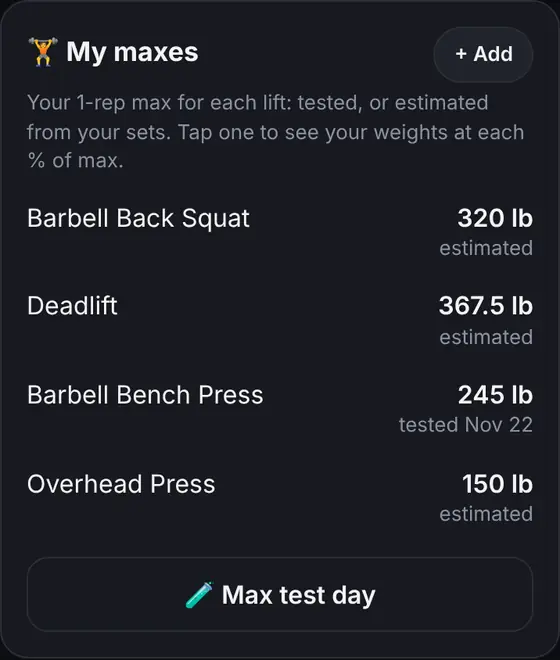 🏋️ My maxes
+ Add
Your 1-rep max for each lift: tested, or estimated
from your sets. Tap one to see your weights at each
% of max.
Barbell Back Squat
320 lb
estimated
Deadlift
367.5 lb
estimated
Barbell Bench Press
245 lb
tested Nov 22
Overhead Press
150 lb
estimated
🧪 Max test day